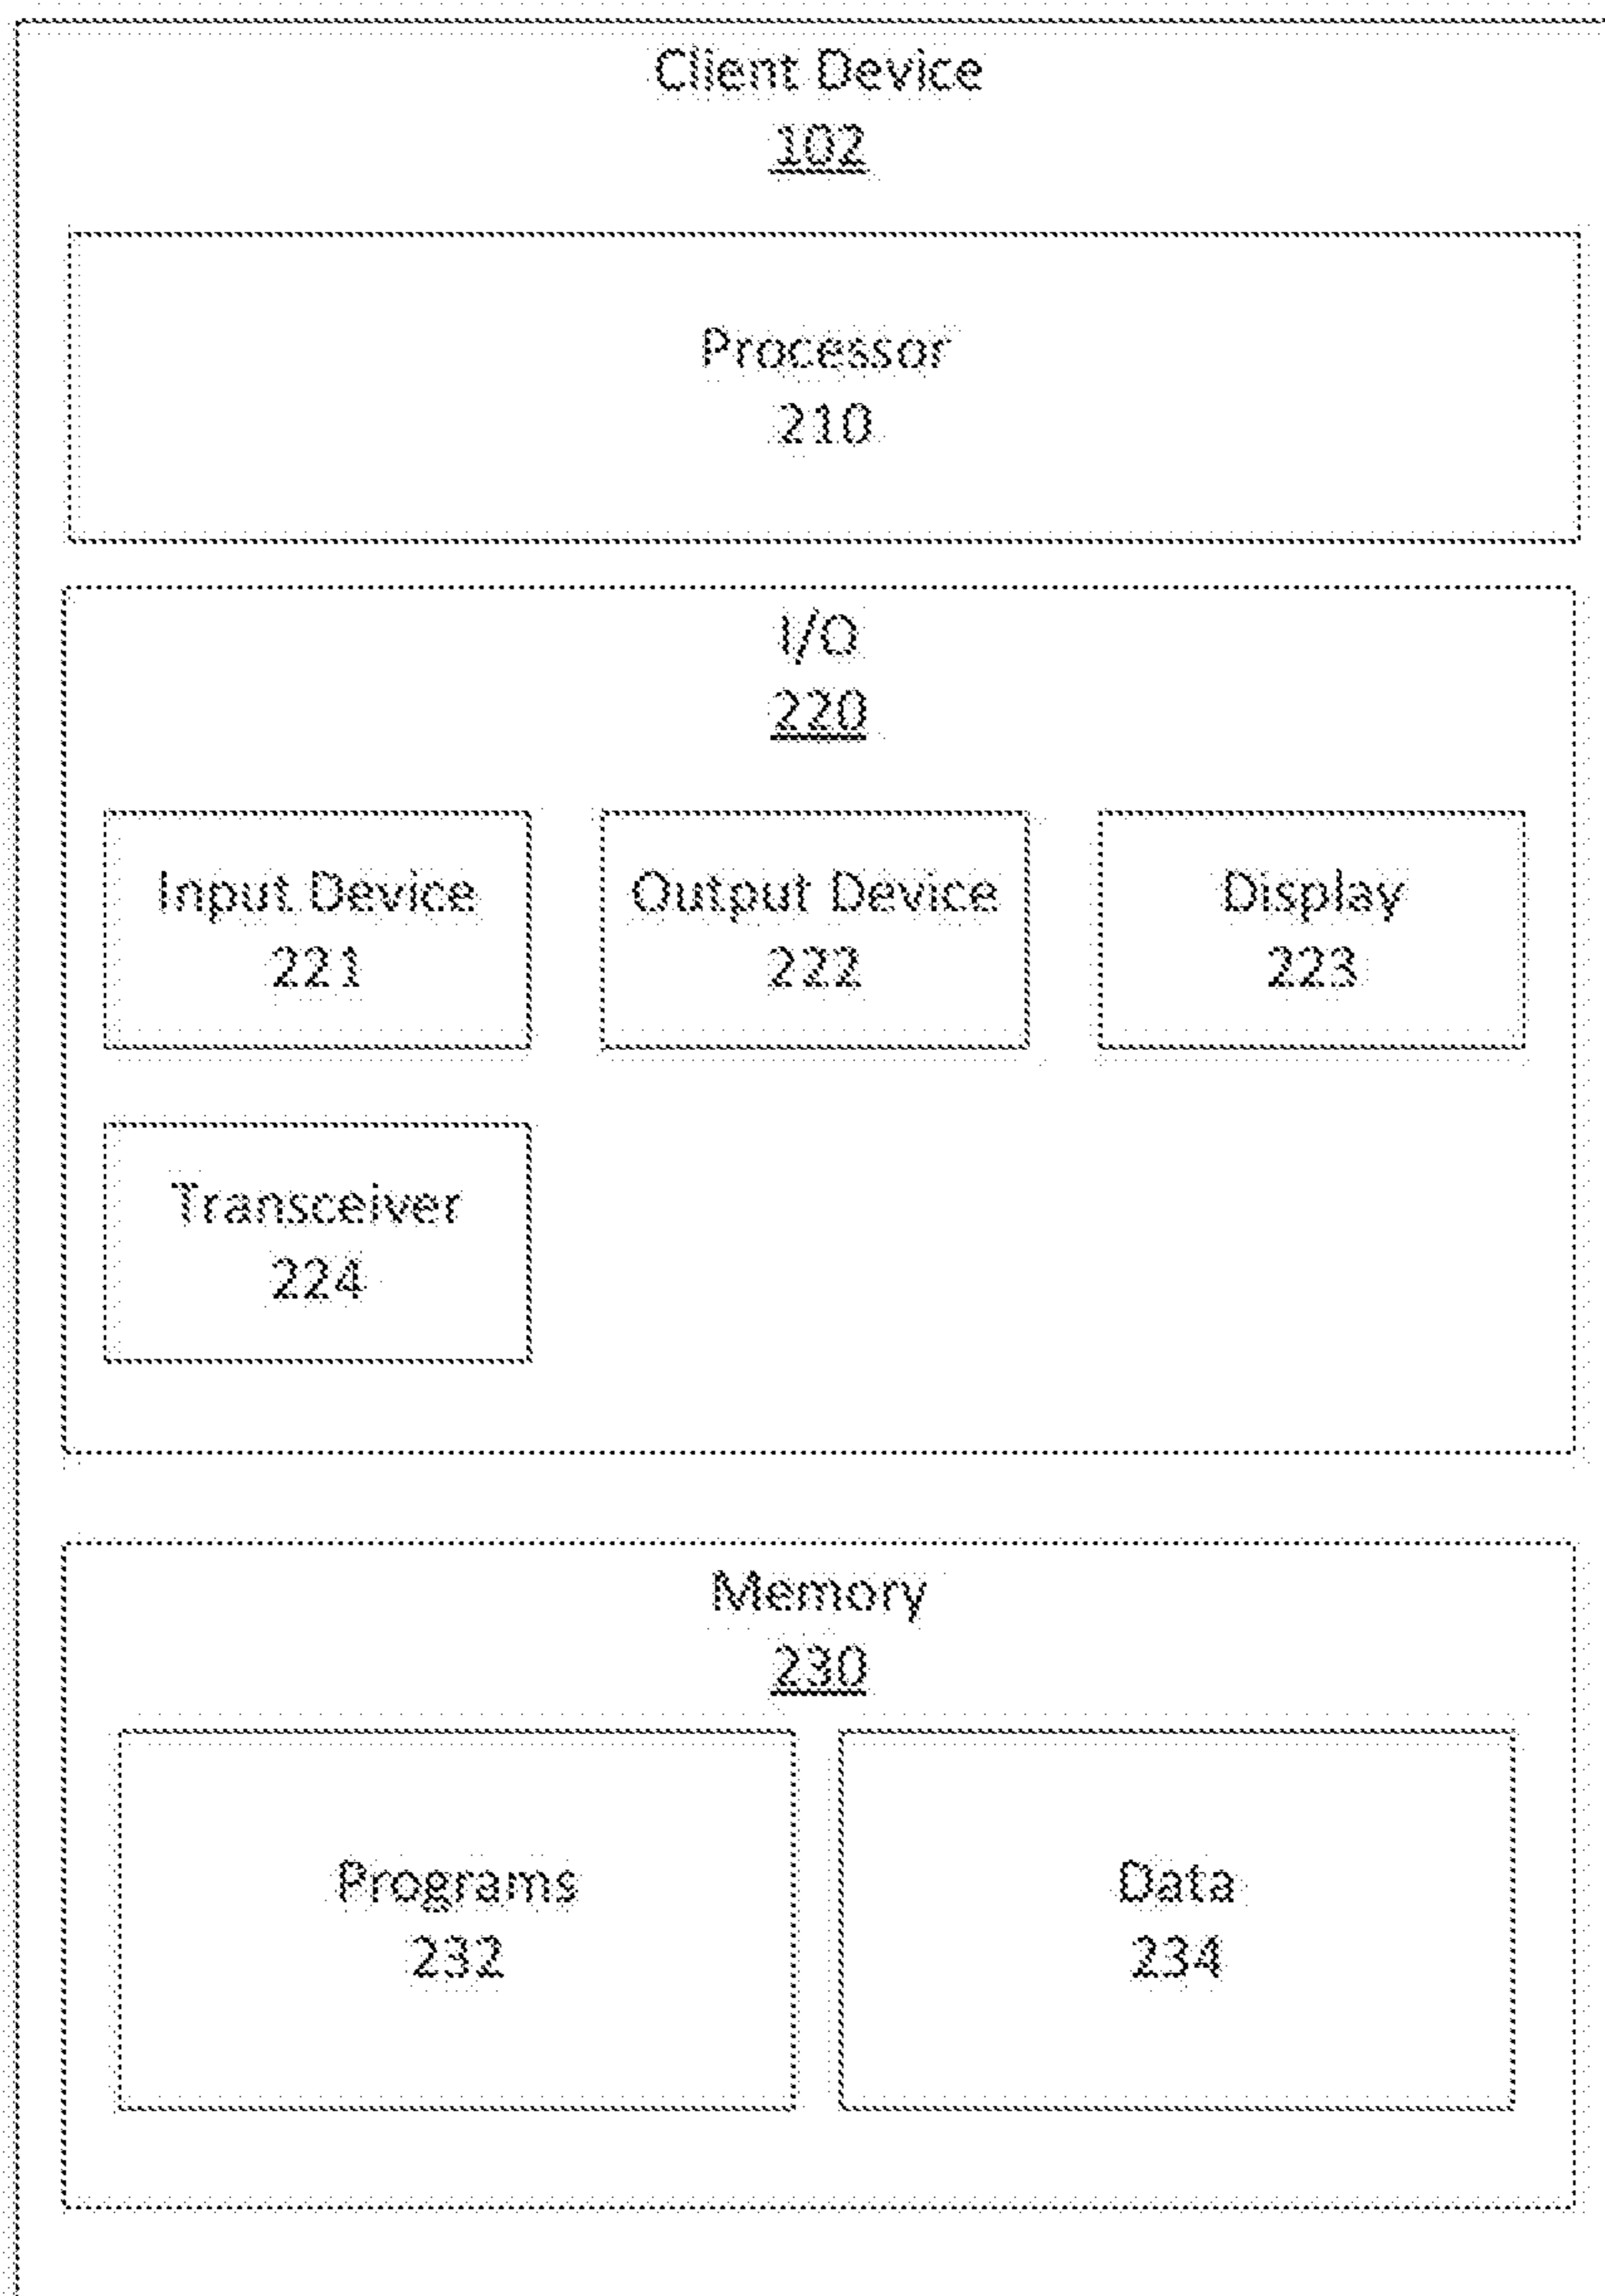 Client Device
102
Processor
210
I/O
220
Input Device
221
Output Device
222
Display
223
Transceiver
224
Memory
230
Programs
232
Data
234